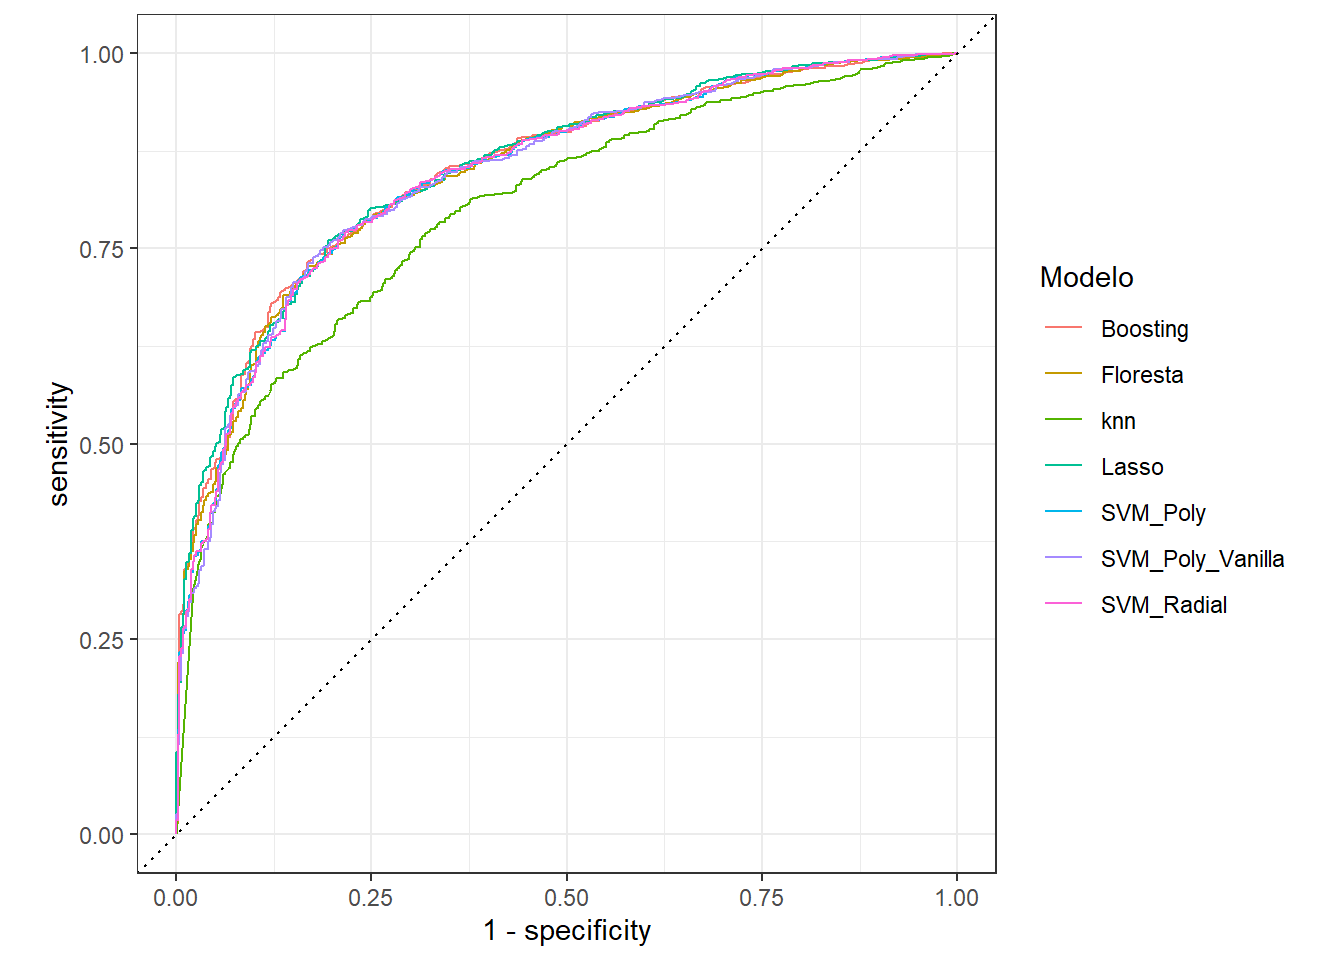 1.00
0.75
0.50
0.25
0.00
sensitivity
0.00 0.25 0.50 0.75 1.00
1 - specificity
Modelo
Boosting
Floresta
knn
Lasso
SVM_Poly
SVM_Poly_Vanilla
SVM_Radial